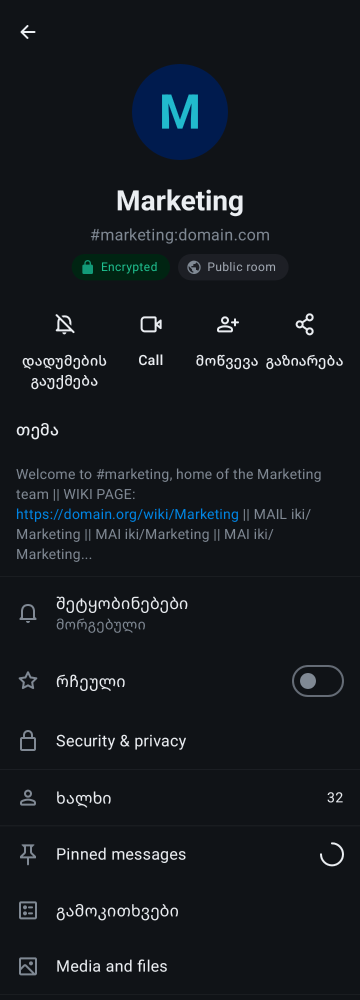 M
Marketing
#marketing:domain.com
Encrypted
Public room
დადუმების
გაუქმება
Call
მოწვევა
გაზიარება
თემა
Welcome to #marketing, home of the Marketing
team || WIKI PAGE:
https://domain.org/wiki/Marketing || MAIL iki/
Marketing || MAI iki/Marketing || MAI iki/
Marketing...
შეტყობინებები
მორგებული
რჩეული
Security & privacy
ხალხი
32
Pinned messages
გამოკითხვები
Media and files